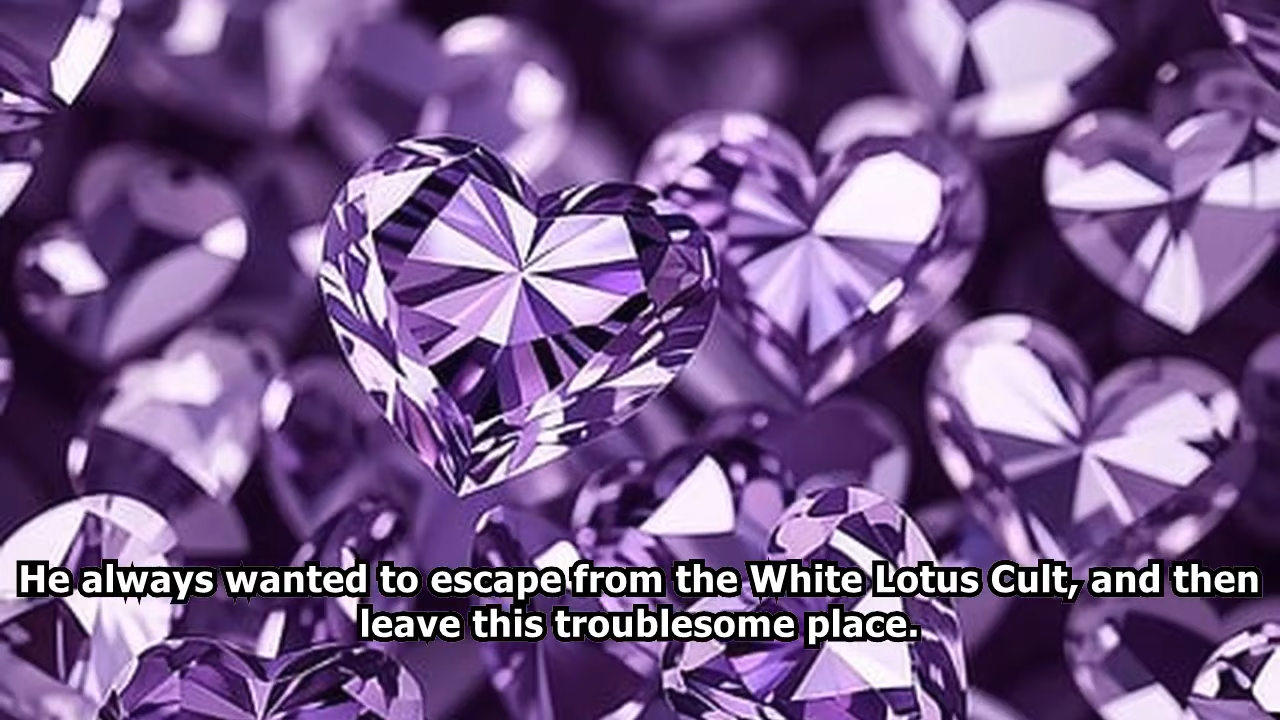 He always wanted to escape from the White Lotus Cult, and then
leave this troublesome place.